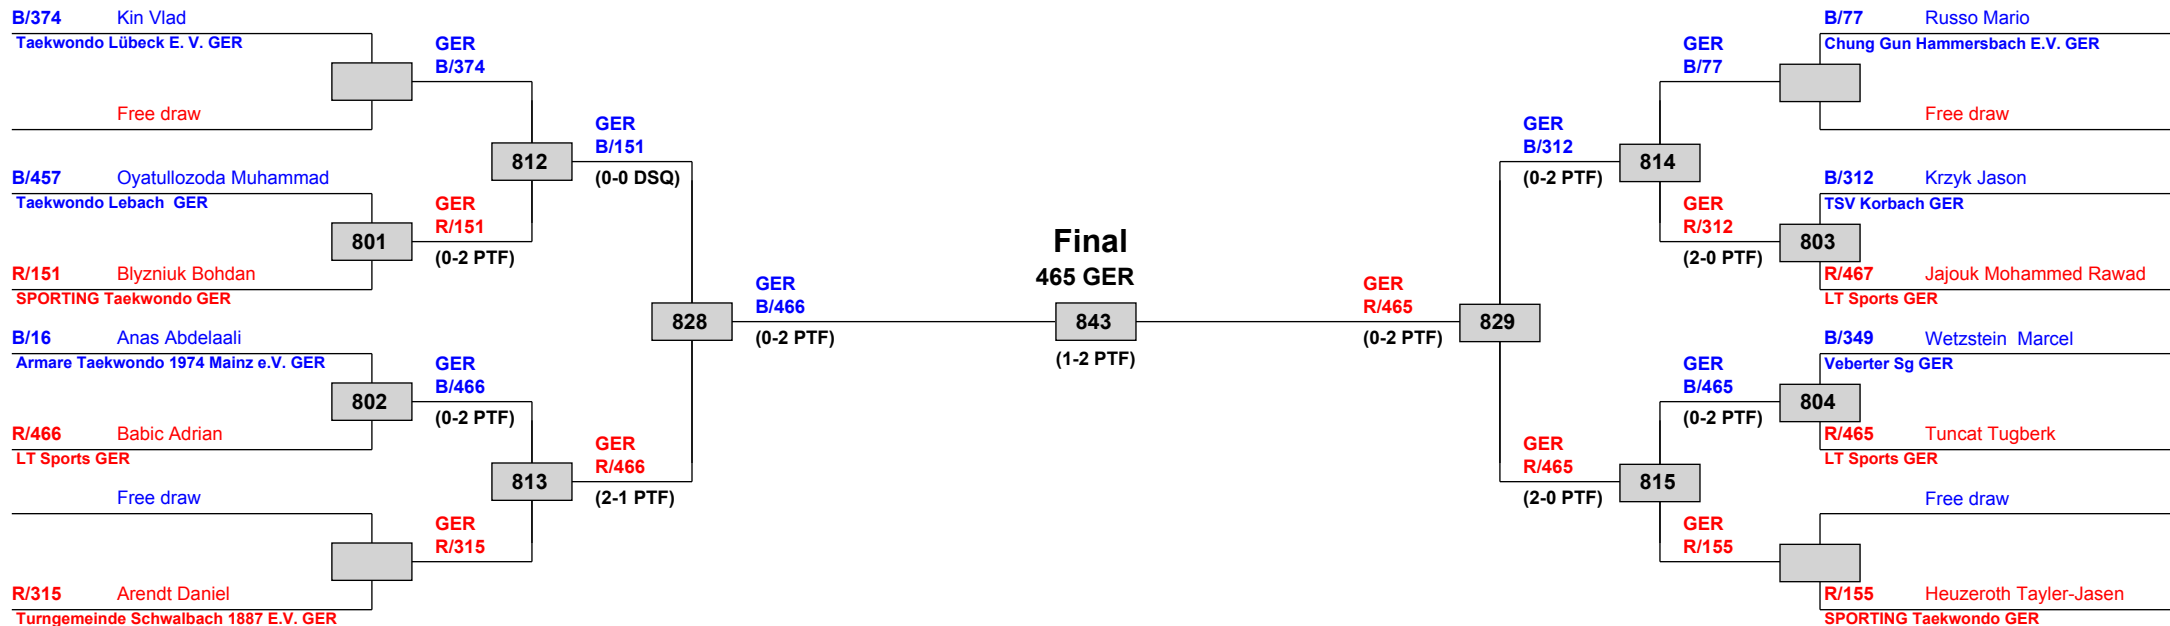 B/374 Kin Vlad
Taekwondo Lübeck E. V. GER
Free draw
GER
B/374
B/457 Oyatullozoda Muhammad
Taekwondo Lebach GER
801
R/151 Blyzniuk Bohdan
SPORTING Taekwondo GER
GER
R/151
(0-2 PTF)
812
GER
B/151
(0-0 DSQ)
B/16 Anas Abdelaali
Armare Taekwondo 1974 Mainz e.V. GER
802
R/466 Babic Adrian
LT Sports GER
GER
B/466
(0-2 PTF)
Free draw
R/315 Arendt Daniel
Turngemeinde Schwalbach 1887 E.V. GER
GER
R/315
813
GER
R/466
(2-1 PTF)
828
GER
B/466
(0-2 PTF)
Final
465 GER
843
(1-2 PTF)
GER
R/465
(0-2 PTF)
829
GER
B/312
(0-2 PTF)
814
GER
B/77
B/77 Russo Mario
Chung Gun Hammersbach E.V. GER
Free draw
GER
R/312
(2-0 PTF)
803
B/312 Krzyk Jason
TSV Korbach GER
R/467 Jajouk Mohammed Rawad
LT Sports GER
GER
R/465
(2-0 PTF)
815
GER
B/465
(0-2 PTF)
804
B/349 Wetzstein Marcel
Veberter Sg GER
R/465 Tuncat Tugberk
LT Sports GER
GER
R/155
Free draw
R/155 Heuzeroth Tayler-Jasen
SPORTING Taekwondo GER